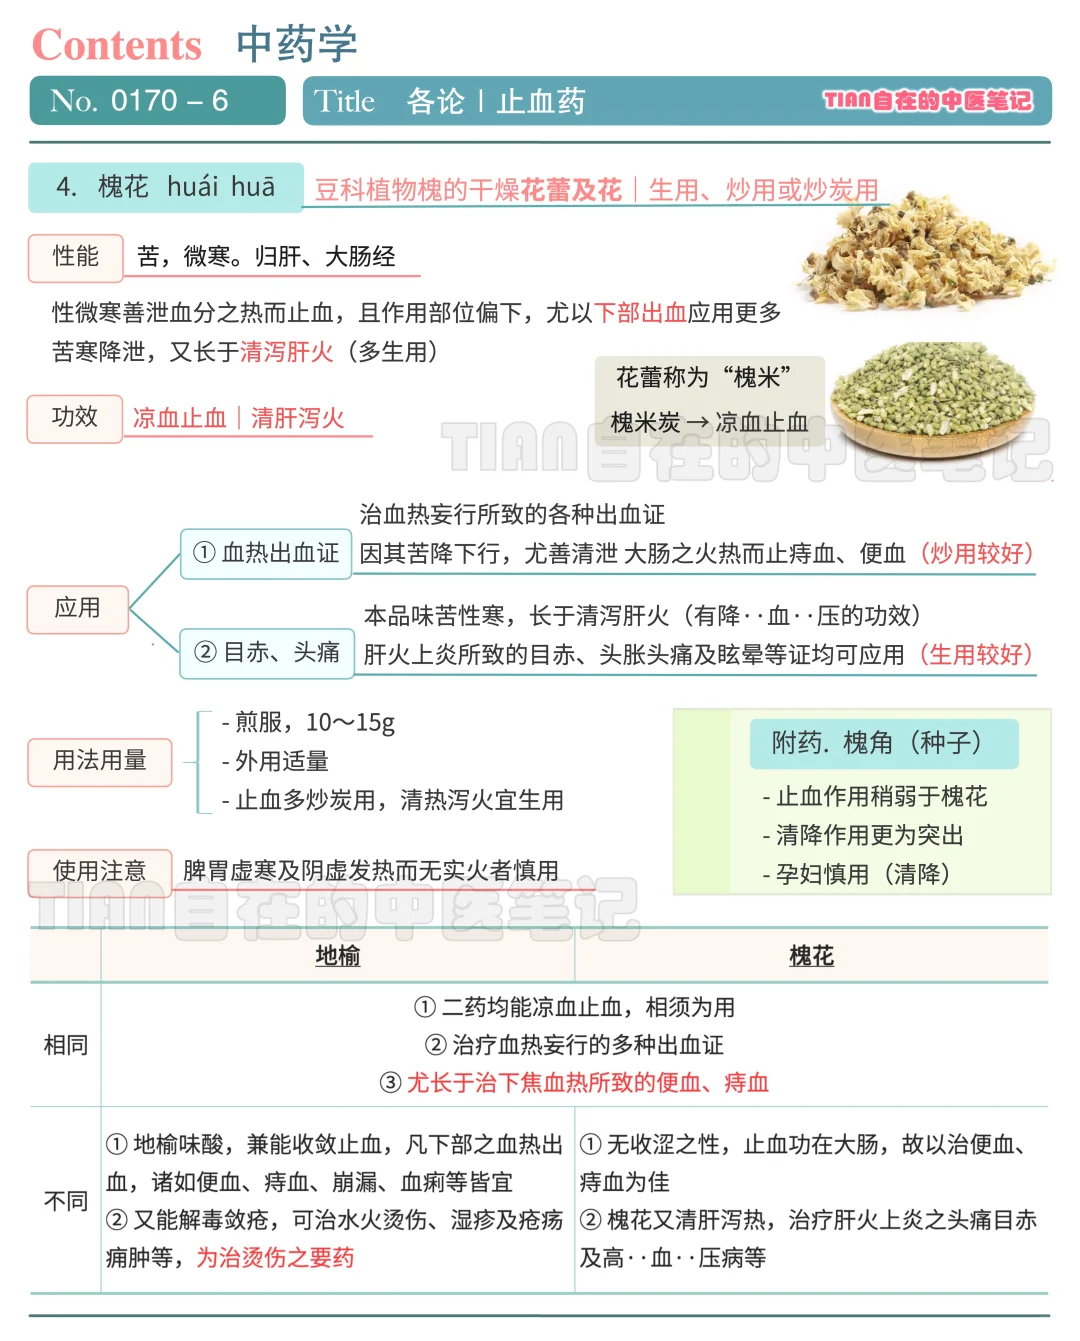 Contents 中药学
No. 0170 – 6
Title 各论 | 止血药
TIAN自在的中医笔记
4. 槐花 huái huā
豆科植物槐的干燥花蕾及花｜生用、炒用或炒炭用
性能
苦，微寒。归肝、大肠经
性微寒善泄血分之热而止血，且作用部位偏下，尤以下部出血应用更多
苦寒降泄，又长于清泻肝火（多生用）
花蕾称为“槐米”
槐米炭 → 凉血止血
功效
凉血止血｜清肝泻火
TIAN自在的中医笔记
应用
① 血热出血证
治血热妄行所致的各种出血证
因其苦降下行，尤善清泄 大肠之火热而止痔血、便血（炒用较好）
② 目赤、头痛
本品味苦性寒，长于清泻肝火（有降··血··压的功效）
肝火上炎所致的目赤、头胀头痛及眩晕等证均可应用（生用较好）
用法用量
- 煎服，10～15g
- 外用适量
- 止血多炒炭用，清热泻火宜生用
附药. 槐角（种子）
- 止血作用稍弱于槐花
- 清降作用更为突出
- 孕妇慎用（清降）
使用注意
脾胃虚寒及阴虚发热而无实火者慎用
TIAN自在的中医笔记
地榆 槐花
相同
① 二药均能凉血止血，相须为用
② 治疗血热妄行的多种出血证
③ 尤长于治下焦血热所致的便血、痔血
不同
① 地榆味酸，兼能收敛止血，凡下部之血热出
血，诸如便血、痔血、崩漏、血痢等皆宜
② 又能解毒敛疮，可治水火烫伤、湿疹及疮疡
痈肿等，为治烫伤之要药
① 无收涩之性，止血功在大肠，故以治便血、
痔血为佳
② 槐花又清肝泻热，治疗肝火上炎之头痛目赤
及高··血··压病等